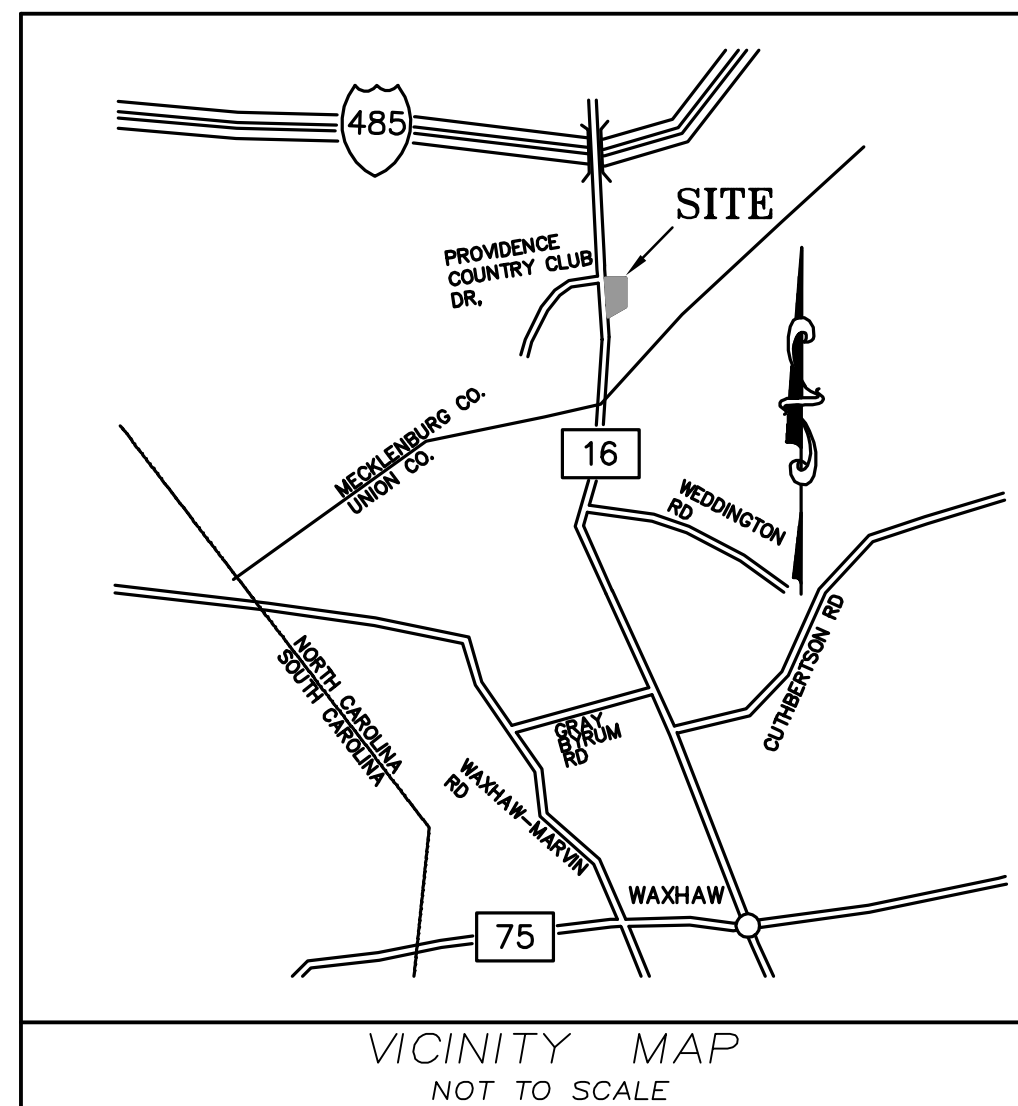 485
SITE
PROVIDENCE
COUNTRY CLUB
DR.
MECKLENBURG CO.
UNION CO.
16
WEDDINGTON
RD
CUTHBERTSON RD
NORTH CAROLINA
SOUTH CAROLINA
GRAY
BYRUM
RD
WAXHAW-MARVIN
RD
WAXHAW
75
VICINITY MAP
NOT TO SCALE